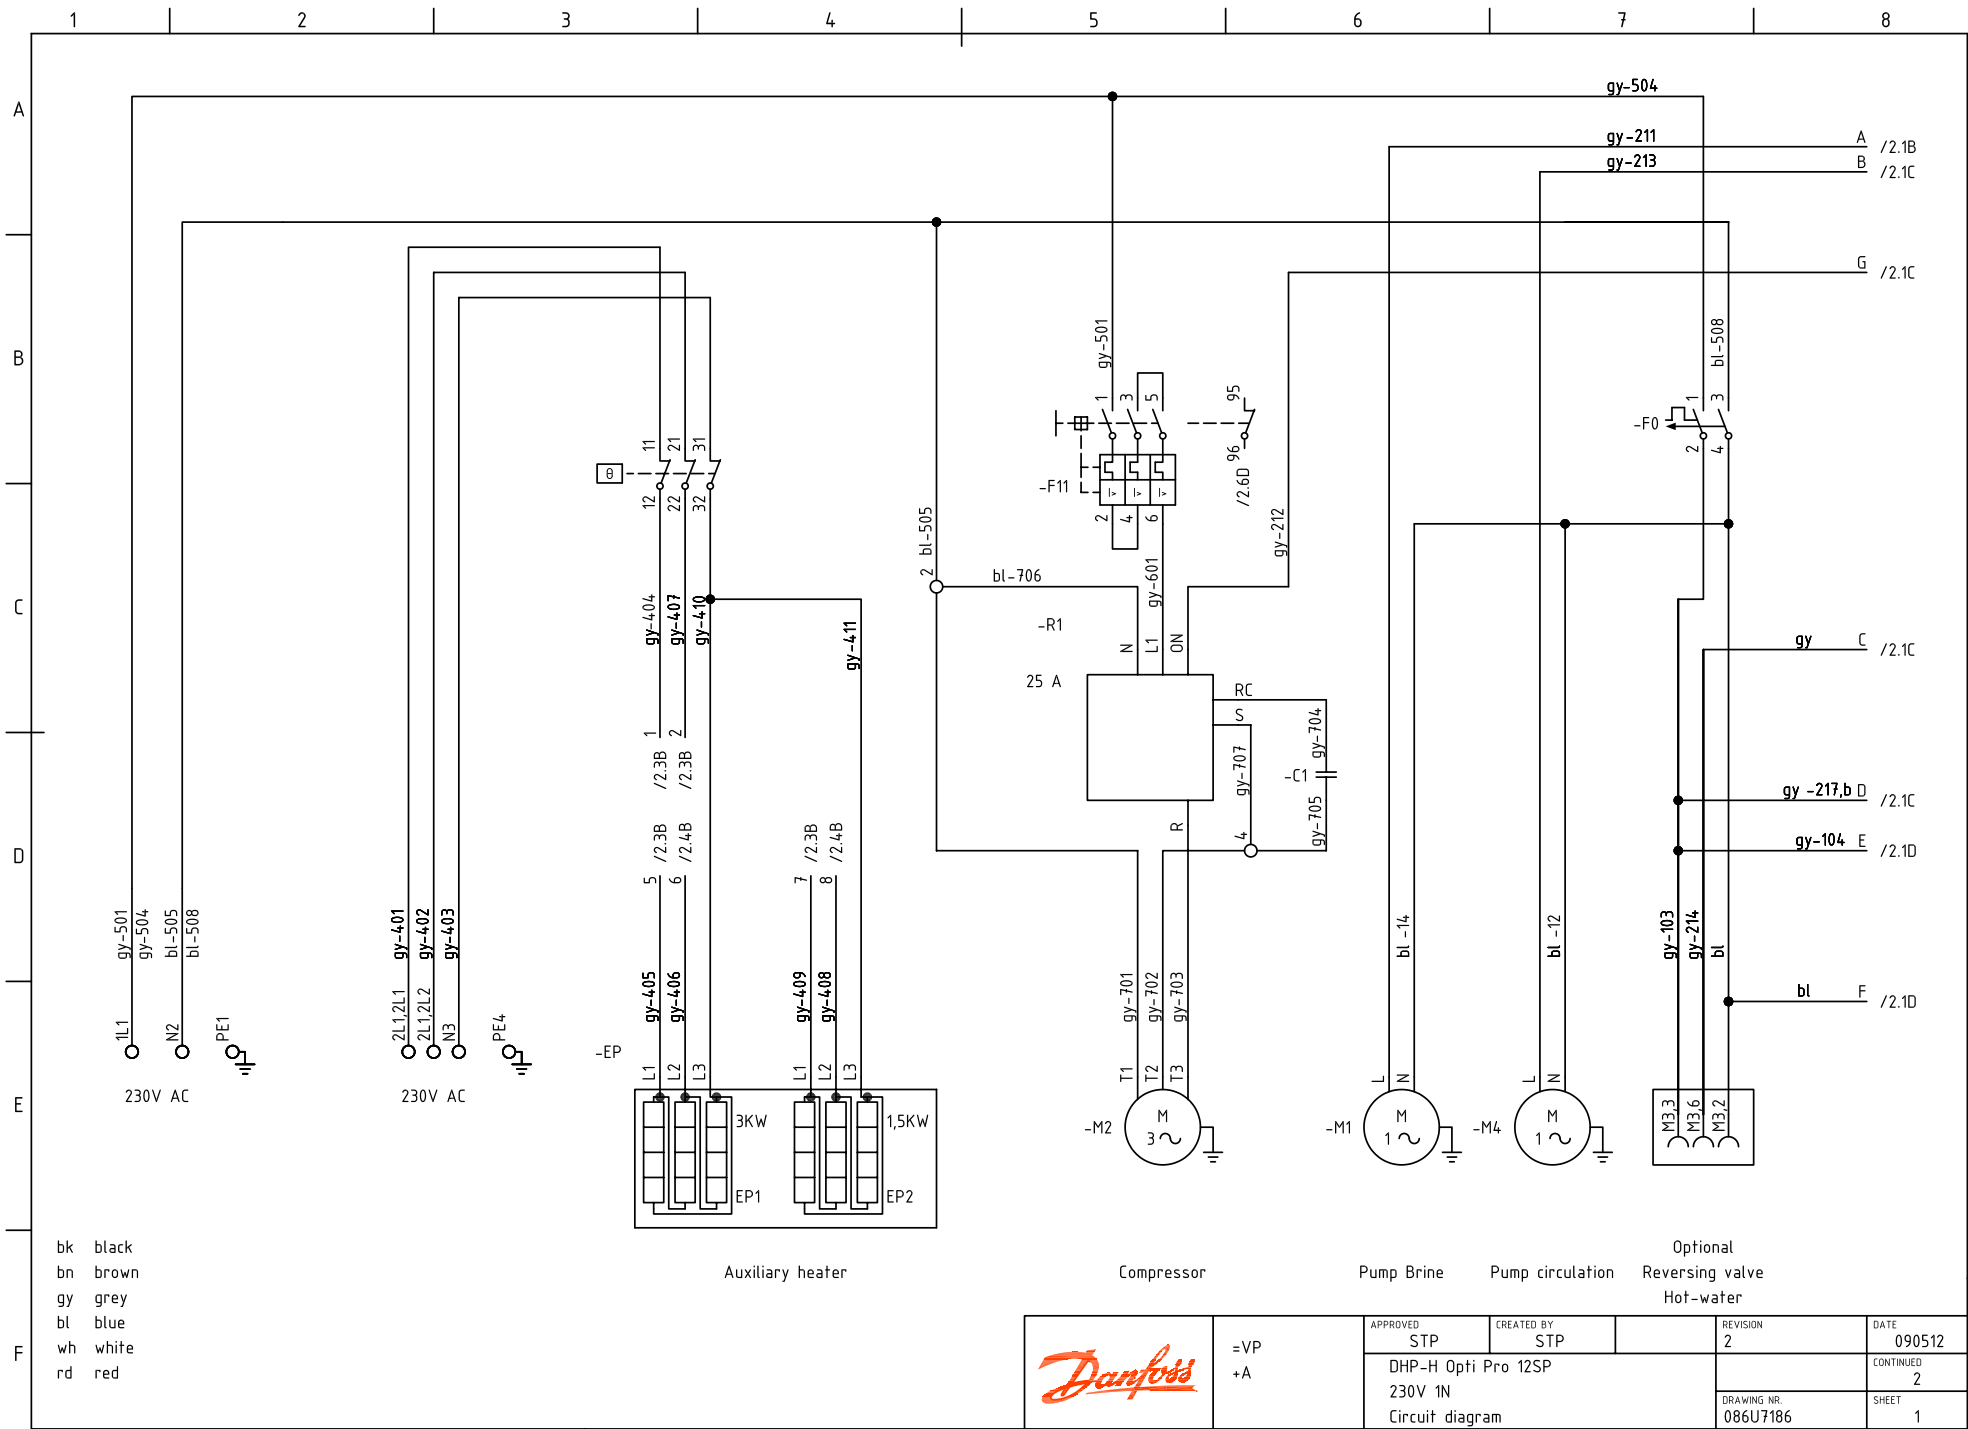 1 2 3 4 5 6 7 8
A
B
C
D
E
F
gy-504
gy-211
A /2.1B
gy-213
B /2.1C
G /2.1C
gy-501
bl-508
1 3 5
95
96
/2.6D
-F11
I> I> I>
2 4 6
-F0
1 3
2 4
11 21 31
θ
12 22 32
bl-505
2
bl-706
gy-601
gy-212
-R1
N L1 ON
25 A
RC
S
gy-704
gy-707
-C1
gy-705
R
4
gy-404
gy-407
gy-410
gy-411
1 2
/2.3B
/2.3B
/2.3B
/2.4B
/2.3B
/2.4B
5 6 7 8
gy C /2.1C
gy -217,b D /2.1C
gy-104 E /2.1D
bl F /2.1D
gy-501
gy-504
bl-505
bl-508
gy-401
gy-402
gy-403
gy-405
gy-406
gy-409
gy-408
gy-701
gy-702
gy-703
bl -14
bl -12
gy-103
gy-214
bl
1L1 N2 PE1
230V AC
2L1,2L1 2L1,2L2 N3 PE4
230V AC
-EP
L1 L2 L3
3KW
EP1
L1 L2 L3
1,5KW
EP2
T1 T2 T3
-M2
M
3
L N
-M1
M
1
L N
-M4
M
1
M3,3 M3,6 M3,2
Auxiliary heater
Compressor
Pump Brine
Pump circulation
Optional
Reversing valve
Hot-water
bk black
bn brown
gy grey
bl blue
wh white
rd red
Danfoss
=VP
+A
APPROVED
STP
CREATED BY
STP
REVISION
2
DATE
090512
DHP-H Opti Pro 12SP
230V 1N
Circuit diagram
CONTINUED
2
DRAWING NR.
086U7186
SHEET
1